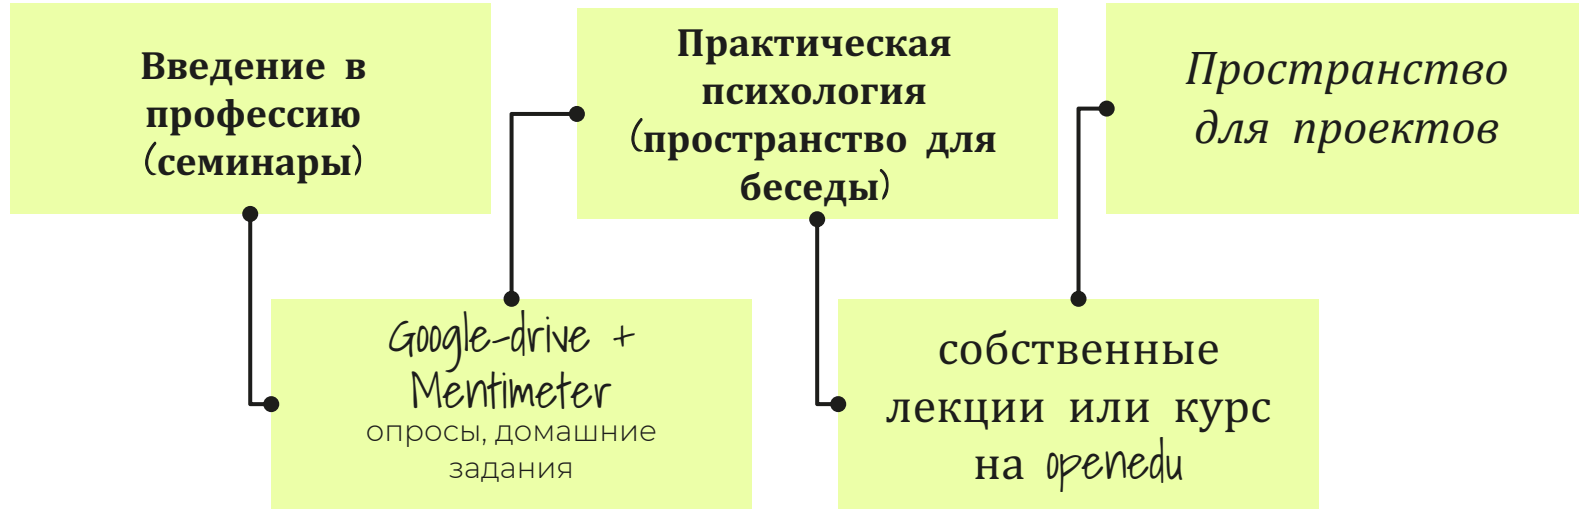 Введение в
профессию
(семинары)
Практическая
психология
(пространство для
беседы)
Пространство
для проектов
Google-drive +
Mentimeter
опросы, домашние
задания
собственные
лекции или курс
на openedu